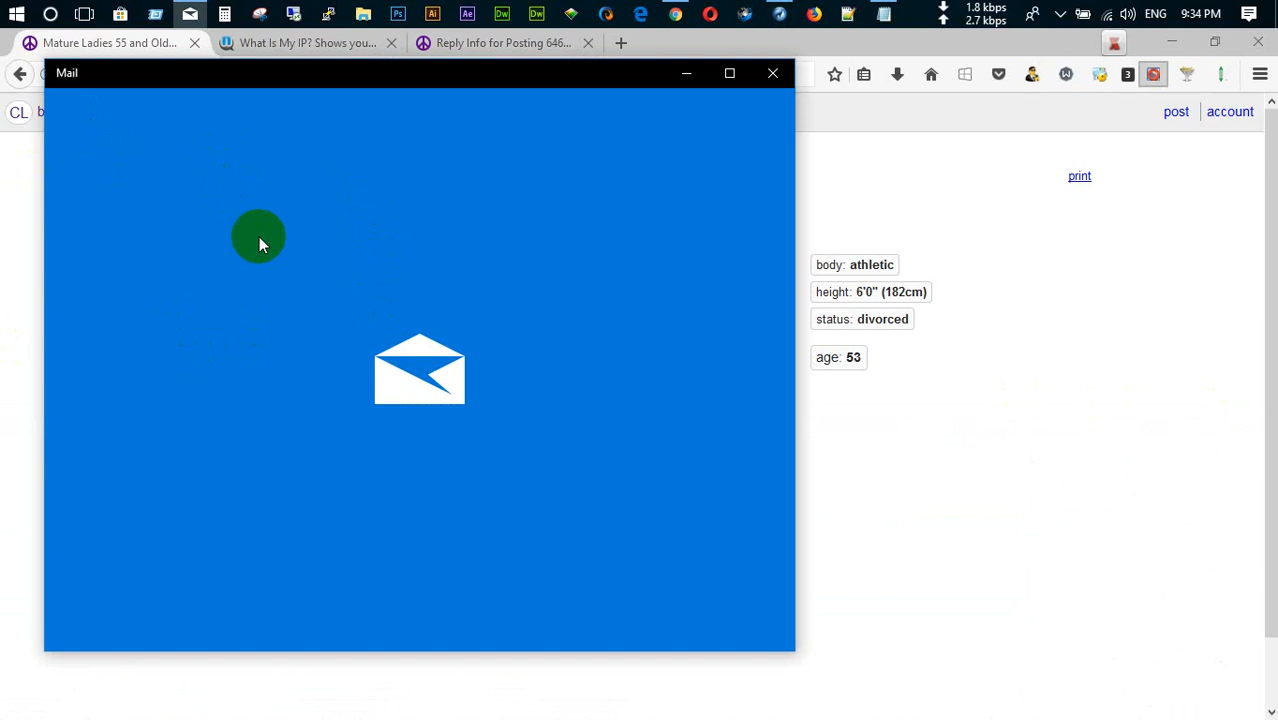 1.8 kbps
2.7 kbps
ENG
9:34 PM
Mature Ladies 55 and Old...
What Is My IP? Shows you...
Reply Info for Posting 646...
Mail
3
CL b
post
account
print
body: athletic
height: 6'0" (182cm)
status: divorced
age: 53